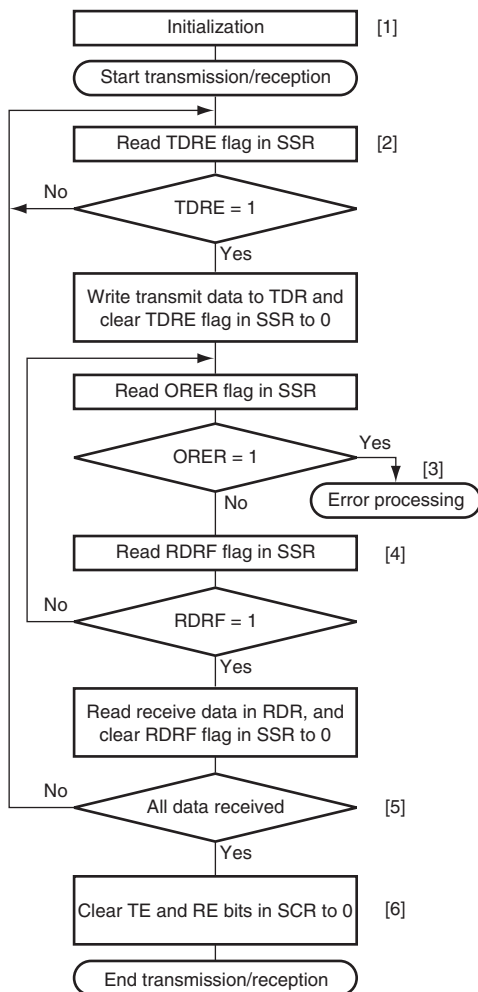 Initialization
[1]
Start transmission/reception
Read TDRE flag in SSR
[2]
No
TDRE = 1
Yes
Write transmit data to TDR and
clear TDRE flag in SSR to 0
Read ORER flag in SSR
Yes
ORER = 1
[3]
Error processing
No
Read RDRF flag in SSR
[4]
No
RDRF = 1
Yes
Read receive data in RDR, and
clear RDRF flag in SSR to 0
No
All data received
[5]
Yes
Clear TE and RE bits in SCR to 0
[6]
End transmission/reception